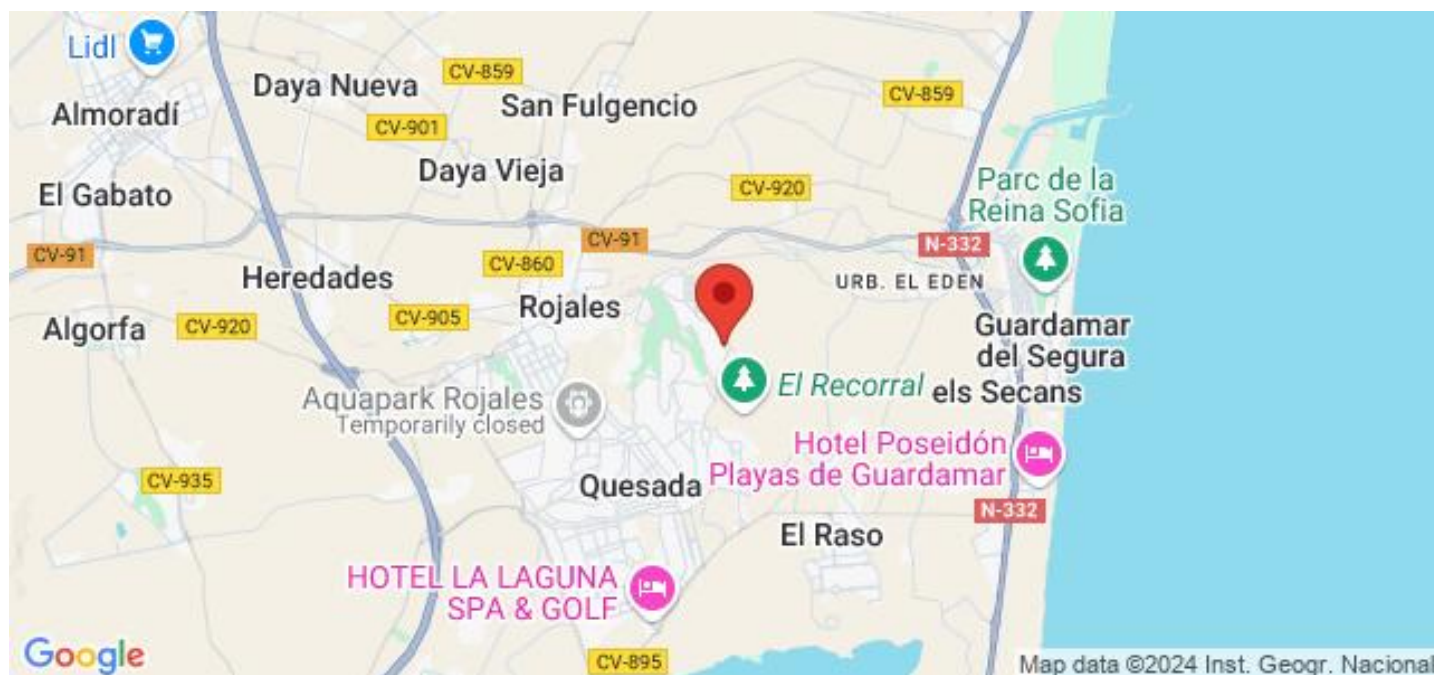 Lidl
Daya Nueva
CV-859
San Fulgencio
CV-859
Almoradí
CV-901
Daya Vieja
El Gabato
CV-920
Parc de la
Reina Sofia
CV-91
CV-91
N-332
CV-860
Heredades
Rojales
URB. EL EDEN
Algorfa
CV-920
CV-905
Guardamar
del Segura
El Recorral
els Secans
Aquapark Rojales
Temporarily closed
Hotel Poseidón
Playas de Guardamar
CV-935
Quesada
N-332
El Raso
HOTEL LA LAGUNA
SPA & GOLF
Google
CV-895
Map data ©2024 Inst. Geogr. Nacional